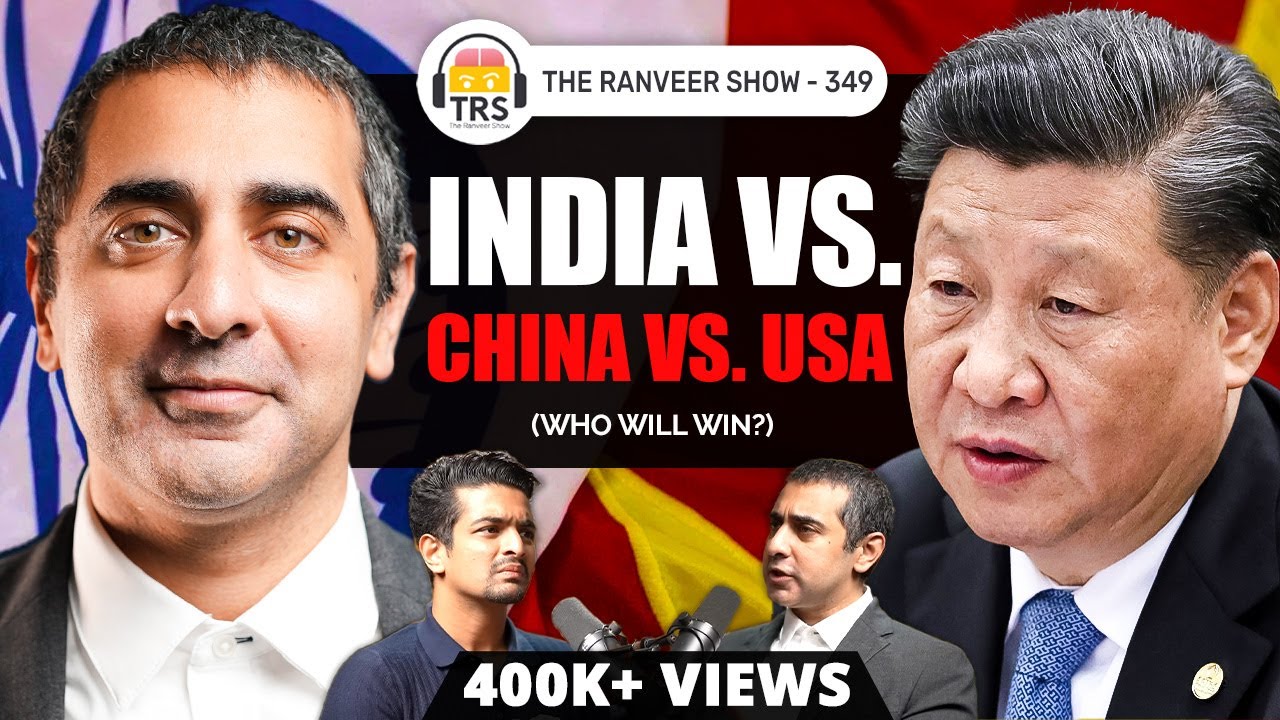 THE RANVEER SHOW - 349
TRS
The Ranveer Show
INDIA VS.
CHINA VS. USA
(WHO WILL WIN?)
400K+ VIEWS